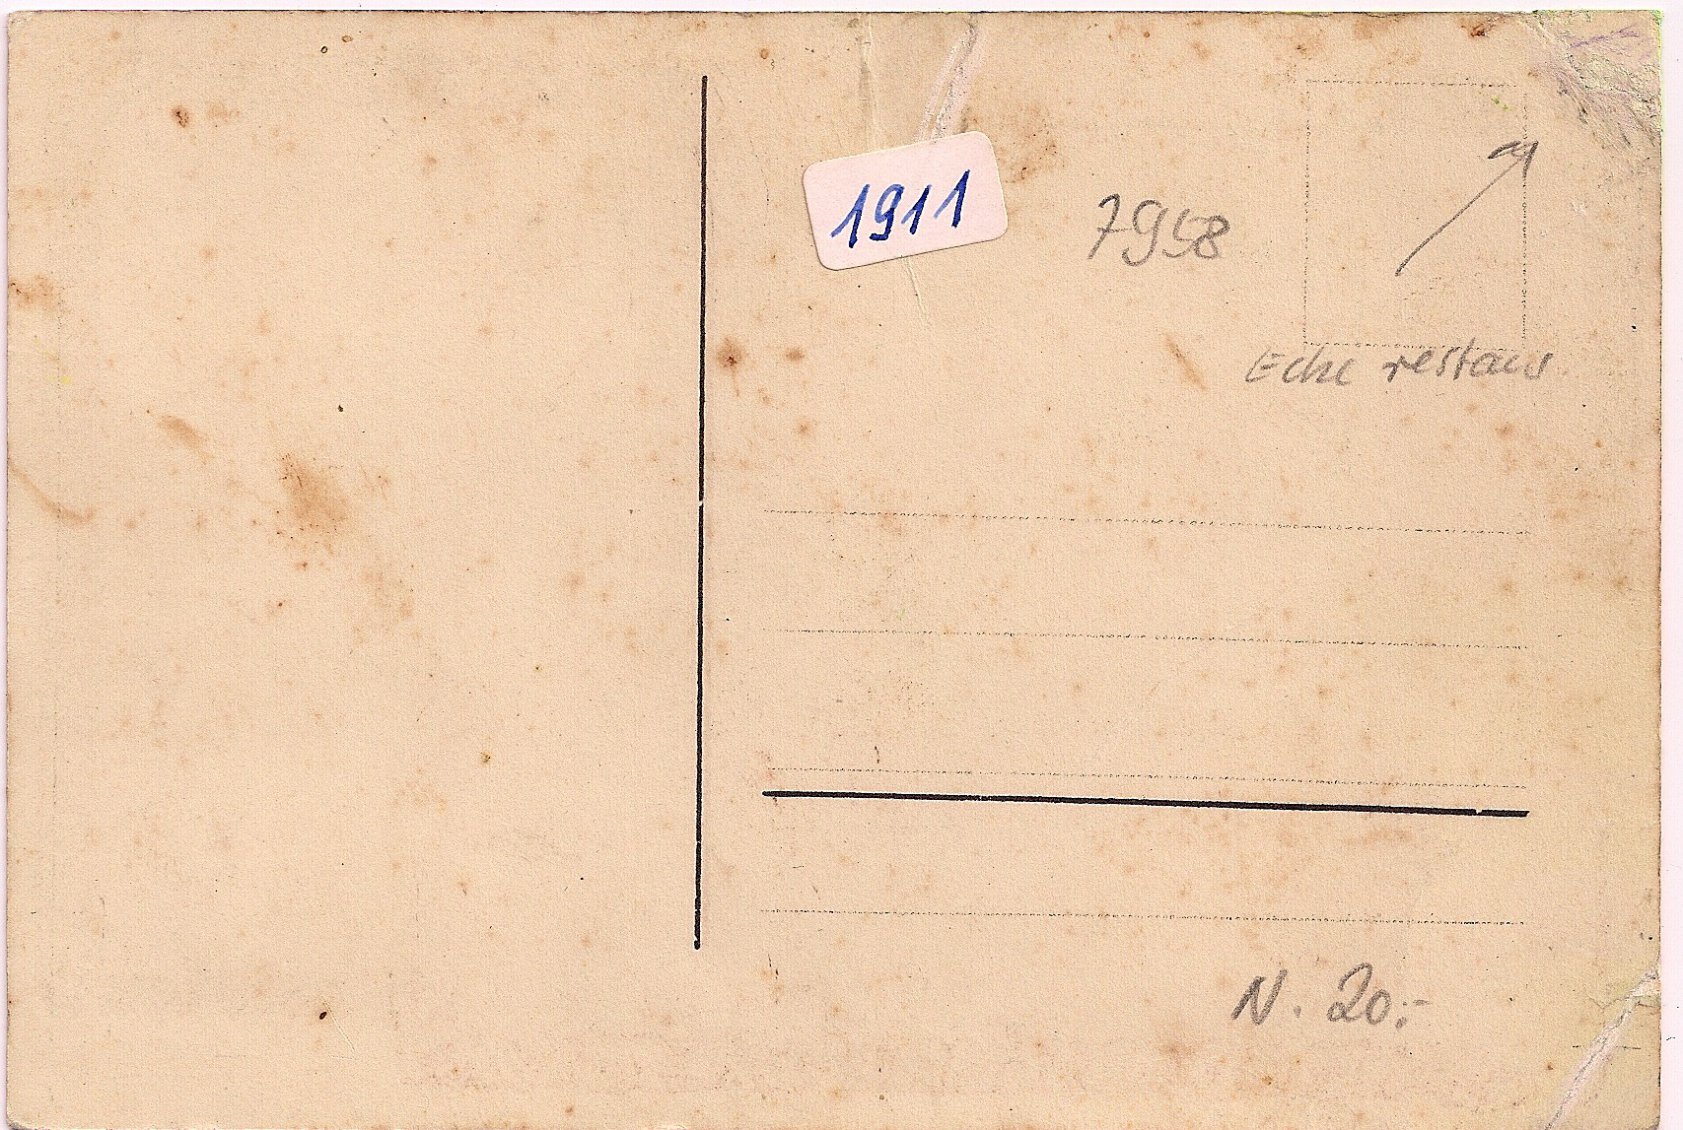 1911
7958
Ecke restaur
N. 20.-